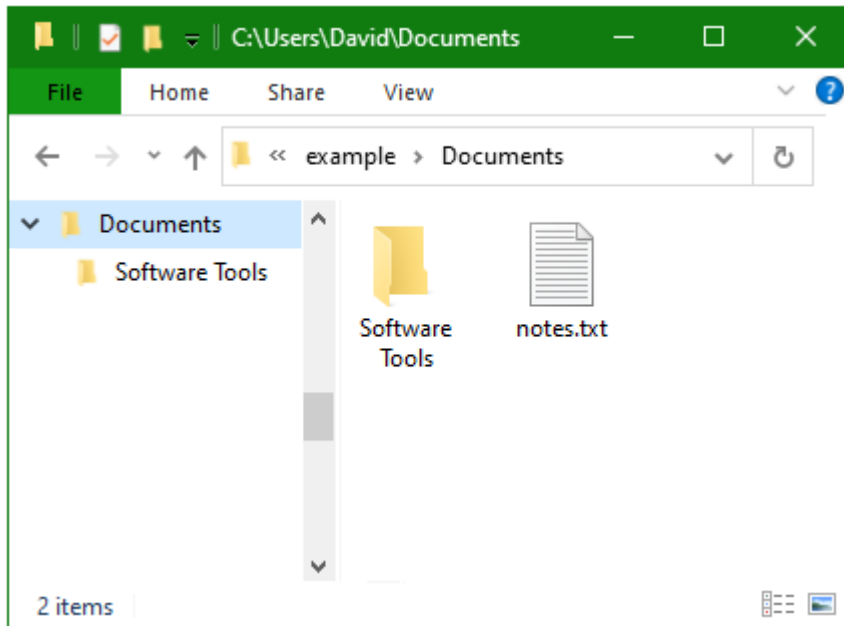 C:\Users\David\Documents
File Home Share View
« example > Documents
Documents
Software Tools
Software
Tools
notes.txt
2 items